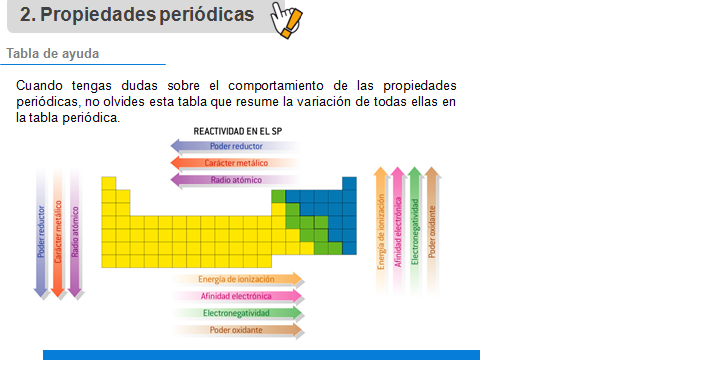 2. Propiedades periódicas
Tabla de ayuda
Cuando tengas dudas sobre el comportamiento de las propiedades
periódicas, no olvides esta tabla que resume la variación de todas ellas en
la tabla periódica.
REACTIVIDAD EN EL SP
Poder reductor
Carácter metálico
Radio atómico
Poder reductor
Carácter metálico
Radio atómico
Energía de ionización
Afinidad electrónica
Electronegatividad
Poder oxidante
Energía de ionización
Afinidad electrónica
Electronegatividad
Poder oxidante